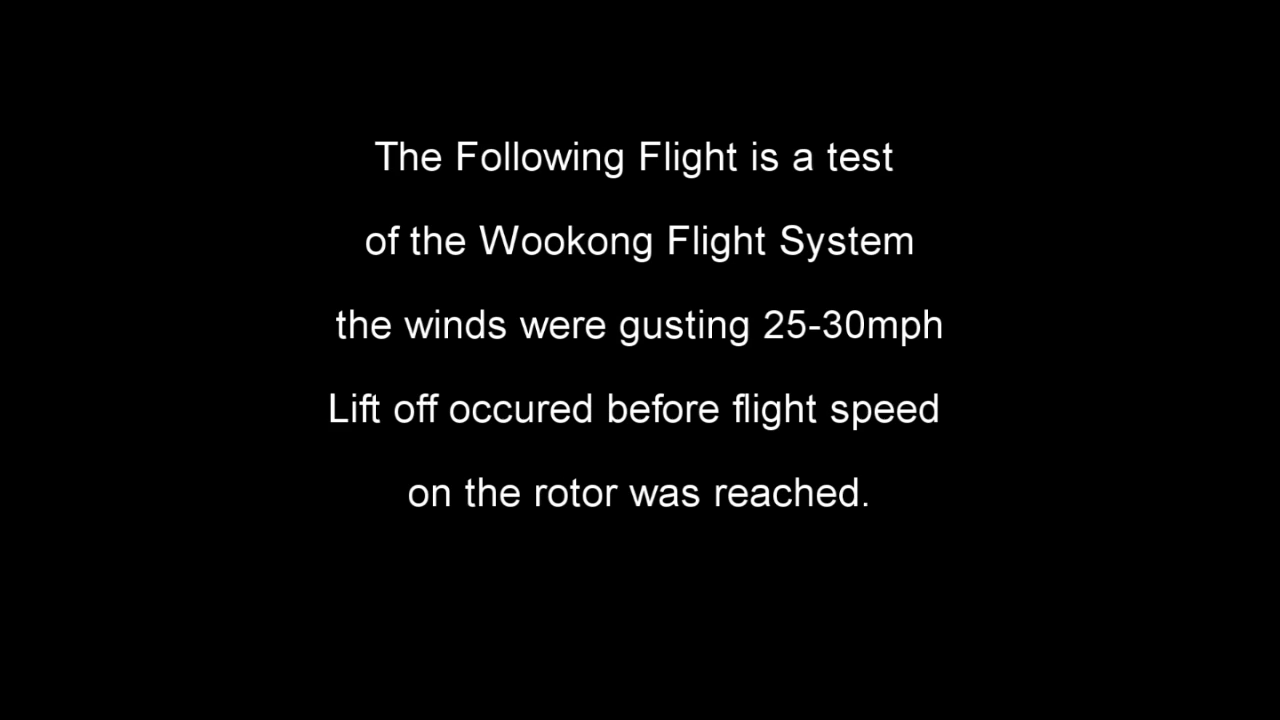 The Following Flight is a test
of the Wookong Flight System
the winds were gusting 25-30mph
Lift off occured before flight speed
on the rotor was reached.